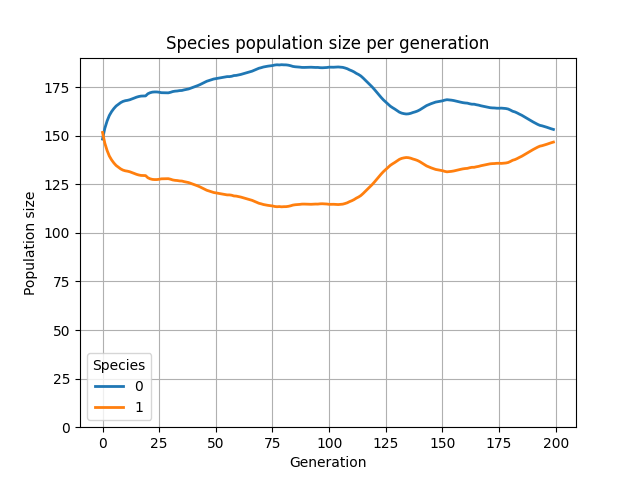 Species population size per generation
Population size
175
150
125
100
75
50
25
0
Species
0
1
0 25 50 75 100 125 150 175 200
Generation